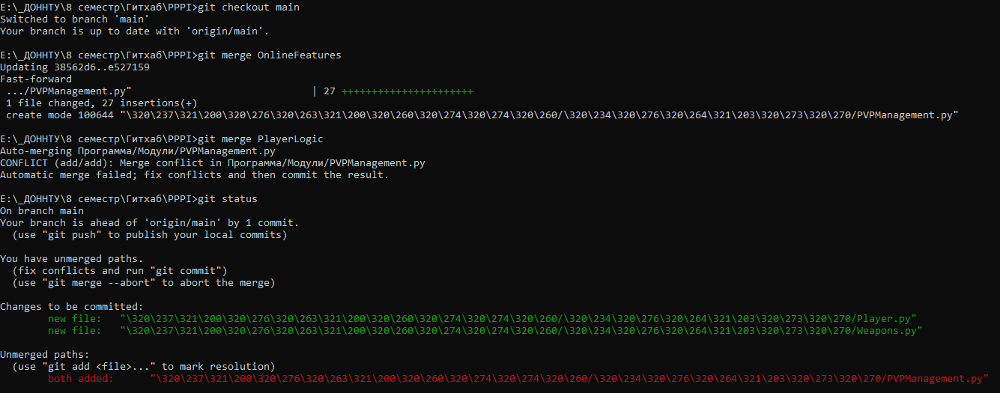 E:\_ДОННТУ\8 семестр\Гитхаб\PPPI>git checkout main
Switched to branch 'main'
Your branch is up to date with 'origin/main'.
E:\_ДОННТУ\8 семестр\Гитхаб\PPPI>git merge OnlineFeatures
Updating 38562d6..e527159
Fast-forward
.../PVPManagement.py" | 27 ++++++++++++++++++++++
1 file changed, 27 insertions(+)
create mode 100644 "\320\237\321\200\320\276\320\263\321\200\320\260\320\274\320\274\320\260/\320\234\320\276\320\264\321\203\320\273\320\270/PVPManagement.py"
E:\_ДОННТУ\8 семестр\Гитхаб\PPPI>git merge PlayerLogic
Auto-merging Программа/Модули/PVPManagement.py
CONFLICT (add/add): Merge conflict in Программа/Модули/PVPManagement.py
Automatic merge failed; fix conflicts and then commit the result.
E:\_ДОННТУ\8 семестр\Гитхаб\PPPI>git status
On branch main
Your branch is ahead of 'origin/main' by 1 commit.
(use "git push" to publish your local commits)
You have unmerged paths.
(fix conflicts and run "git commit")
(use "git merge --abort" to abort the merge)
Changes to be committed:
new file: "\320\237\321\200\320\276\320\263\321\200\320\260\320\274\320\274\320\260/\320\234\320\276\320\264\321\203\320\273\320\270/Player.py"
new file: "\320\237\321\200\320\276\320\263\321\200\320\260\320\274\320\274\320\260/\320\234\320\276\320\264\321\203\320\273\320\270/Weapons.py"
Unmerged paths:
(use "git add <file>..." to mark resolution)
both added: "\320\237\321\200\320\276\320\263\321\200\320\260\320\274\320\274\320\260/\320\234\320\276\320\264\321\203\320\273\320\270/PVPManagement.py"